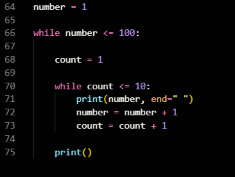 64 number = 1
65
66 while number <= 100:
67
68     count = 1
69
70     while count <= 10:
71         print(number, end=" ")
72         number = number + 1
73         count = count + 1
74
75     print()